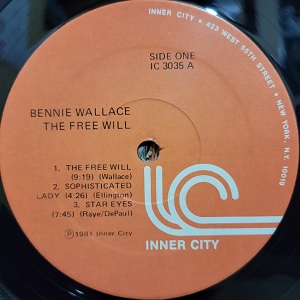 INNER CITY • 423 WEST 55TH STREET • NEW YORK, N.Y. 10019
SIDE ONE
IC 3035 A
BENNIE WALLACE
THE FREE WILL
1. THE FREE WILL
(9:19) (Wallace)
2. SOPHISTICATED
LADY (4:26) (Ellington)
3. STAR EYES
(7:45) (Raye/DePaul)
℗1981 Inner City
IC
INNER CITY